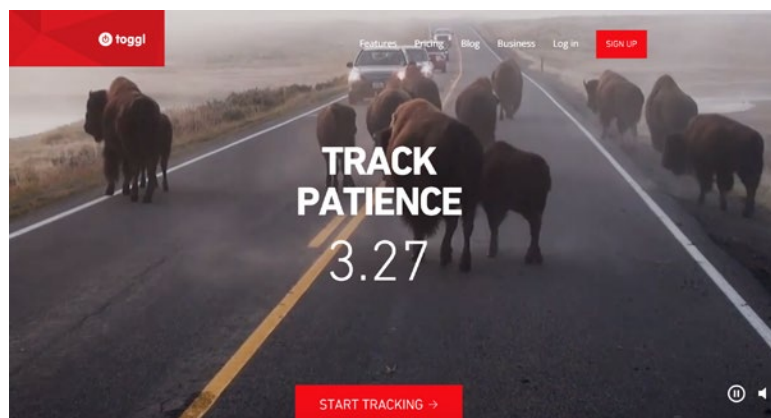 toggl
Features Pricing Blog Business Log in SIGN UP
TRACK
PATIENCE
3.27
START TRACKING →